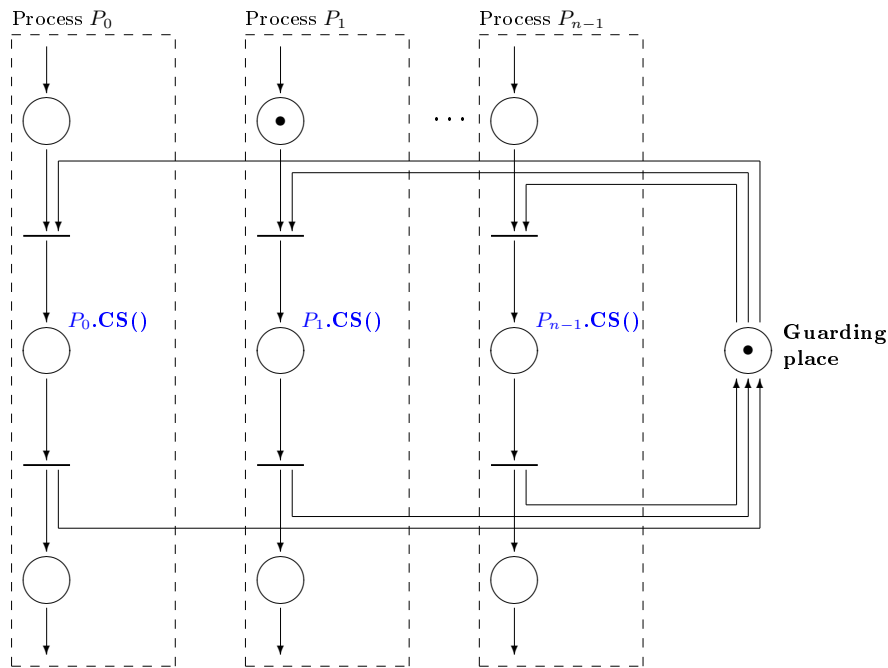 Process P₀
Process P₁
Process Pₙ₋₁
· · ·
P₀.CS()
P₁.CS()
Pₙ₋₁.CS()
Guarding
place